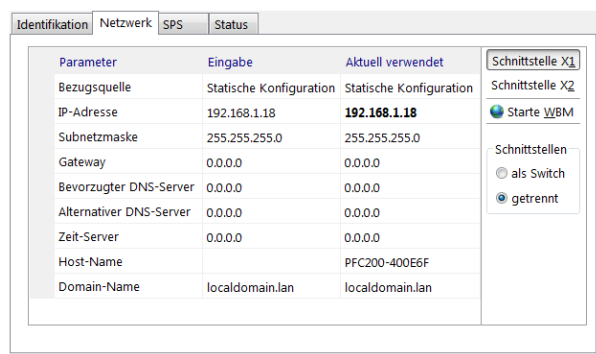 Identifikation Netzwerk SPS Status
Parameter Eingabe Aktuell verwendet Schnittstelle X1
Bezugsquelle Statische Konfiguration Statische Konfiguration Schnittstelle X2
IP-Adresse 192.168.1.18 192.168.1.18 Starte WBM
Subnetzmaske 255.255.255.0 255.255.255.0
Schnittstellen
Gateway 0.0.0.0 0.0.0.0 als Switch
Bevorzugter DNS-Server 0.0.0.0 0.0.0.0 getrennt
Alternativer DNS-Server 0.0.0.0 0.0.0.0
Zeit-Server 0.0.0.0 0.0.0.0
Host-Name PFC200-400E6F
Domain-Name localdomain.lan localdomain.lan